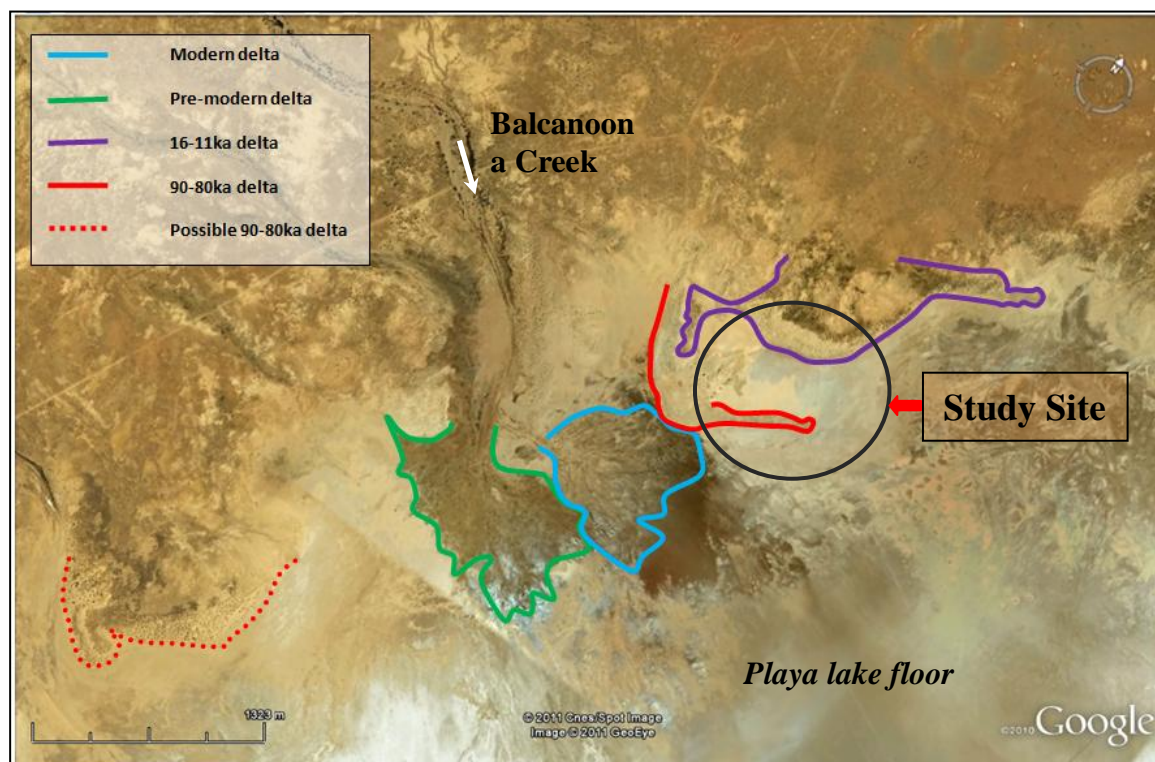 Modern delta
Pre-modern delta
16-11ka delta
90-80ka delta
Possible 90-80ka delta
Balcanoon
a Creek
N
Study Site
Playa lake floor
1323 m
© 2011 Cnes/Spot Image
Image © 2011 GeoEye
©2010 Google